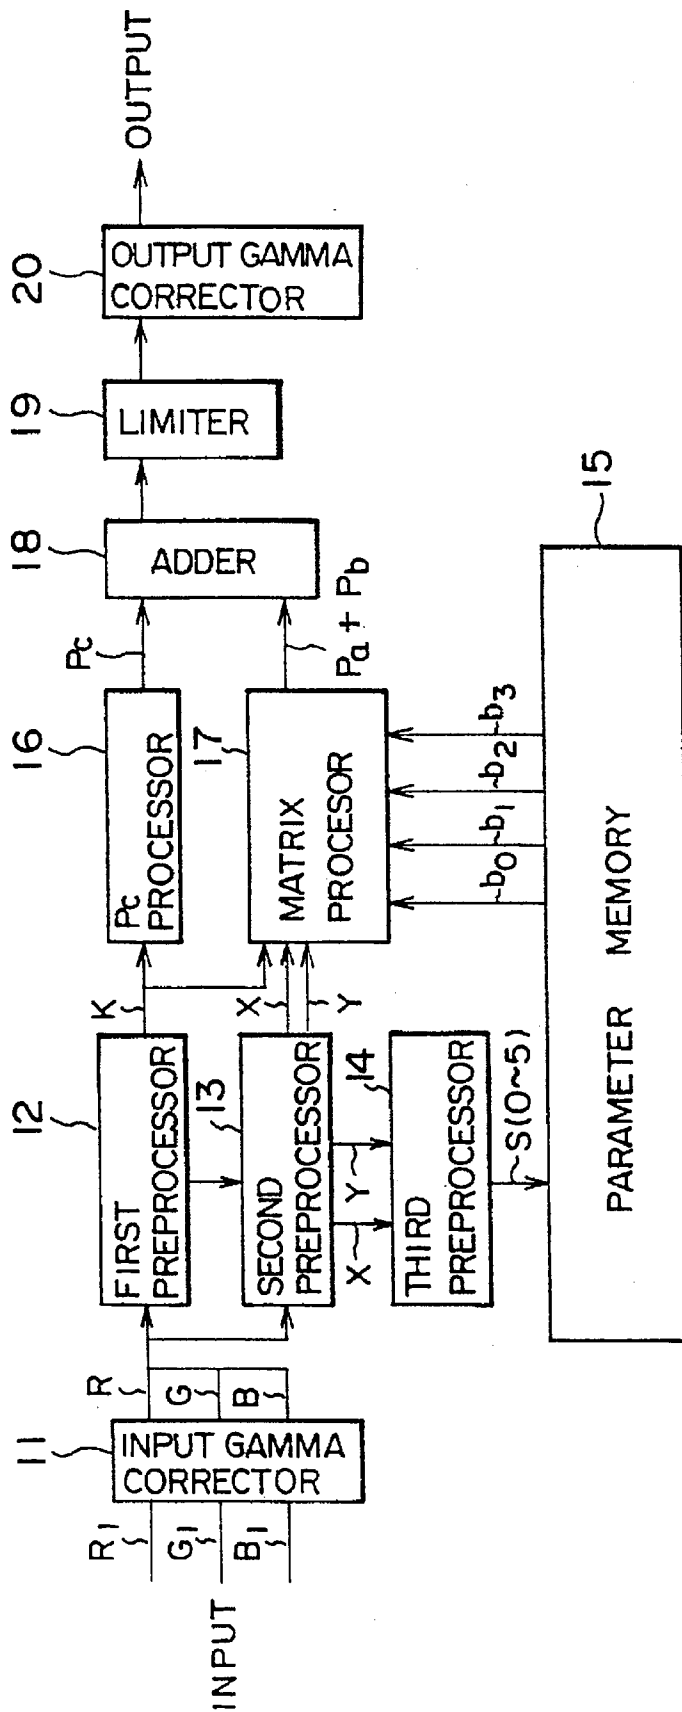 INPUT
R1
G1
B1
11
INPUT GAMMA
CORRECTOR
R
G
B
12
FIRST
PREPROCESSOR
K
13
SECOND
PREPROCESSOR
X
Y
X
Y
14
THIRD
PREPROCESSOR
S(0~5)
15
PARAMETER MEMORY
b0
b1
b2
b3
16
Pc
PROCESSOR
Pc
17
MATRIX
PROCESOR
Pa + Pb
18
ADDER
19
LIMITER
20
OUTPUT GAMMA
CORRECTOR
OUTPUT